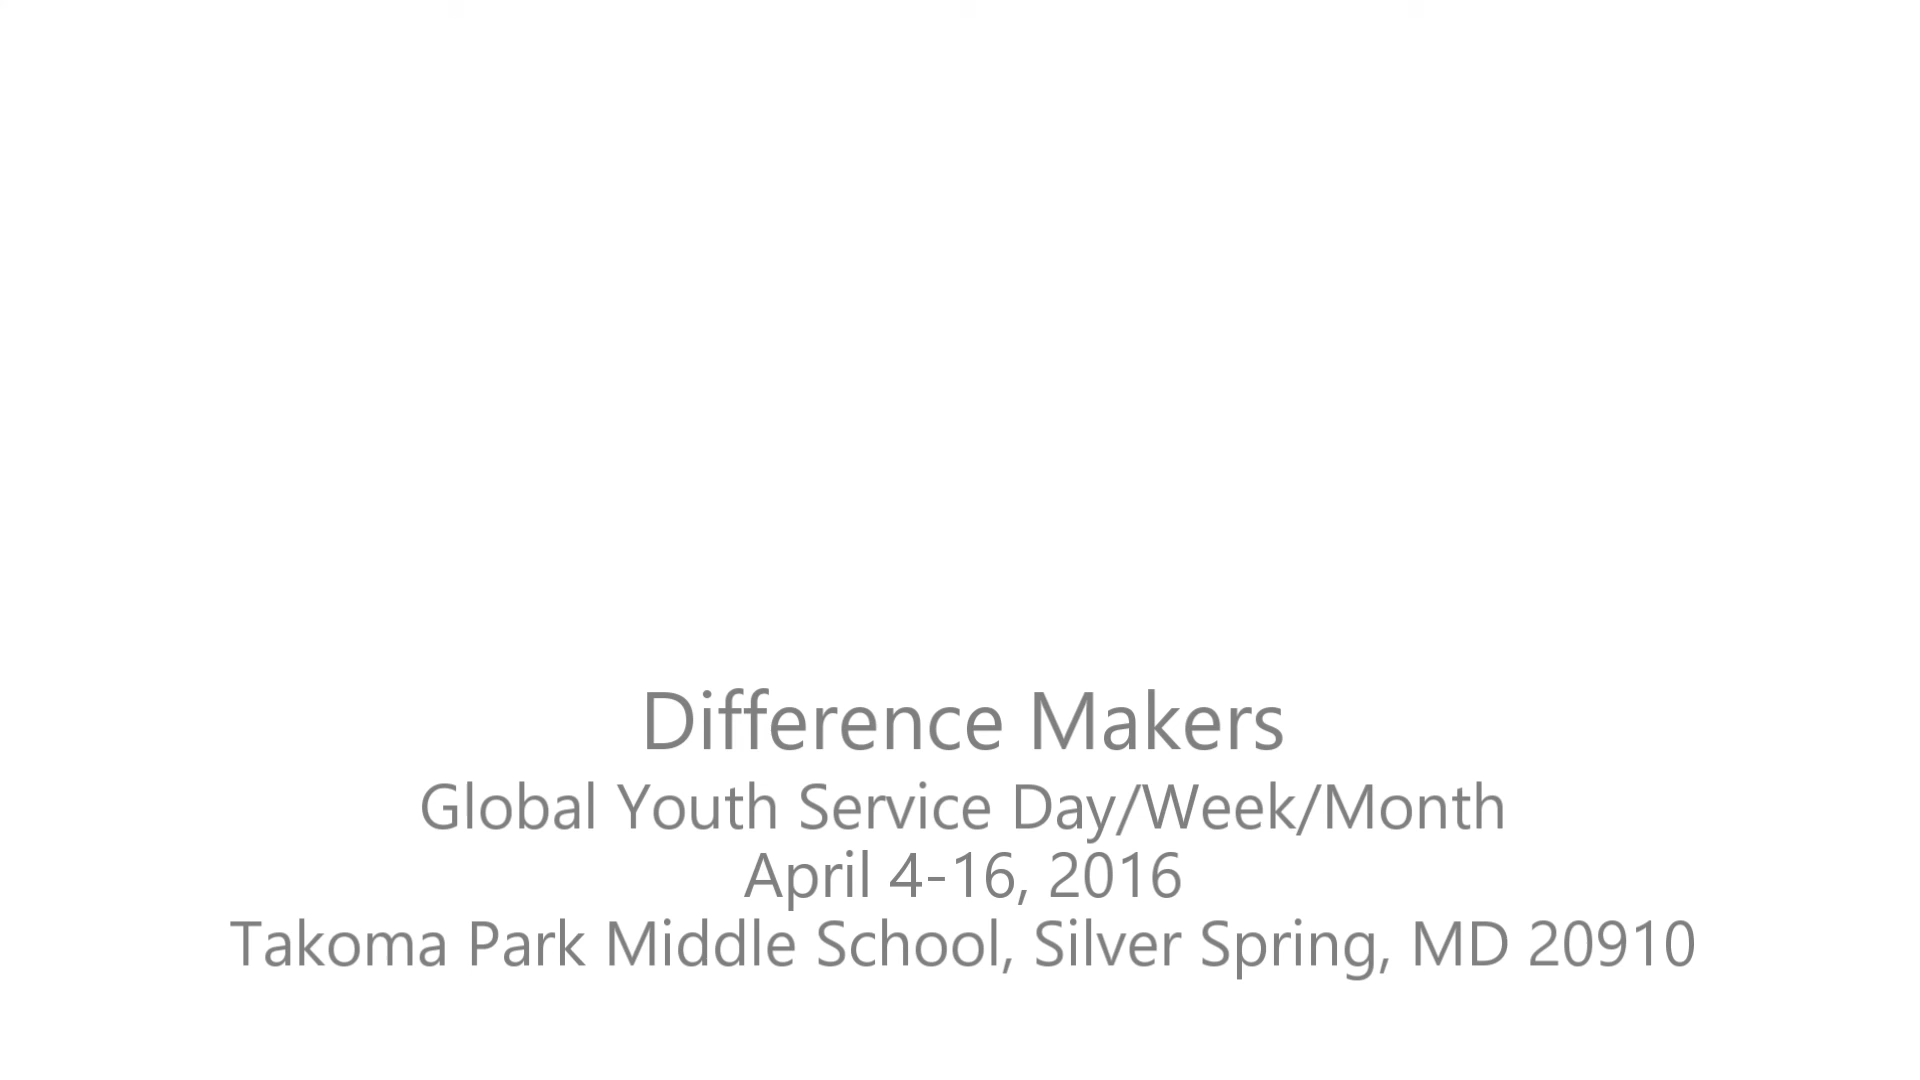 Difference Makers
Global Youth Service Day/Week/Month
April 4-16, 2016
Takoma Park Middle School, Silver Spring, MD 20910